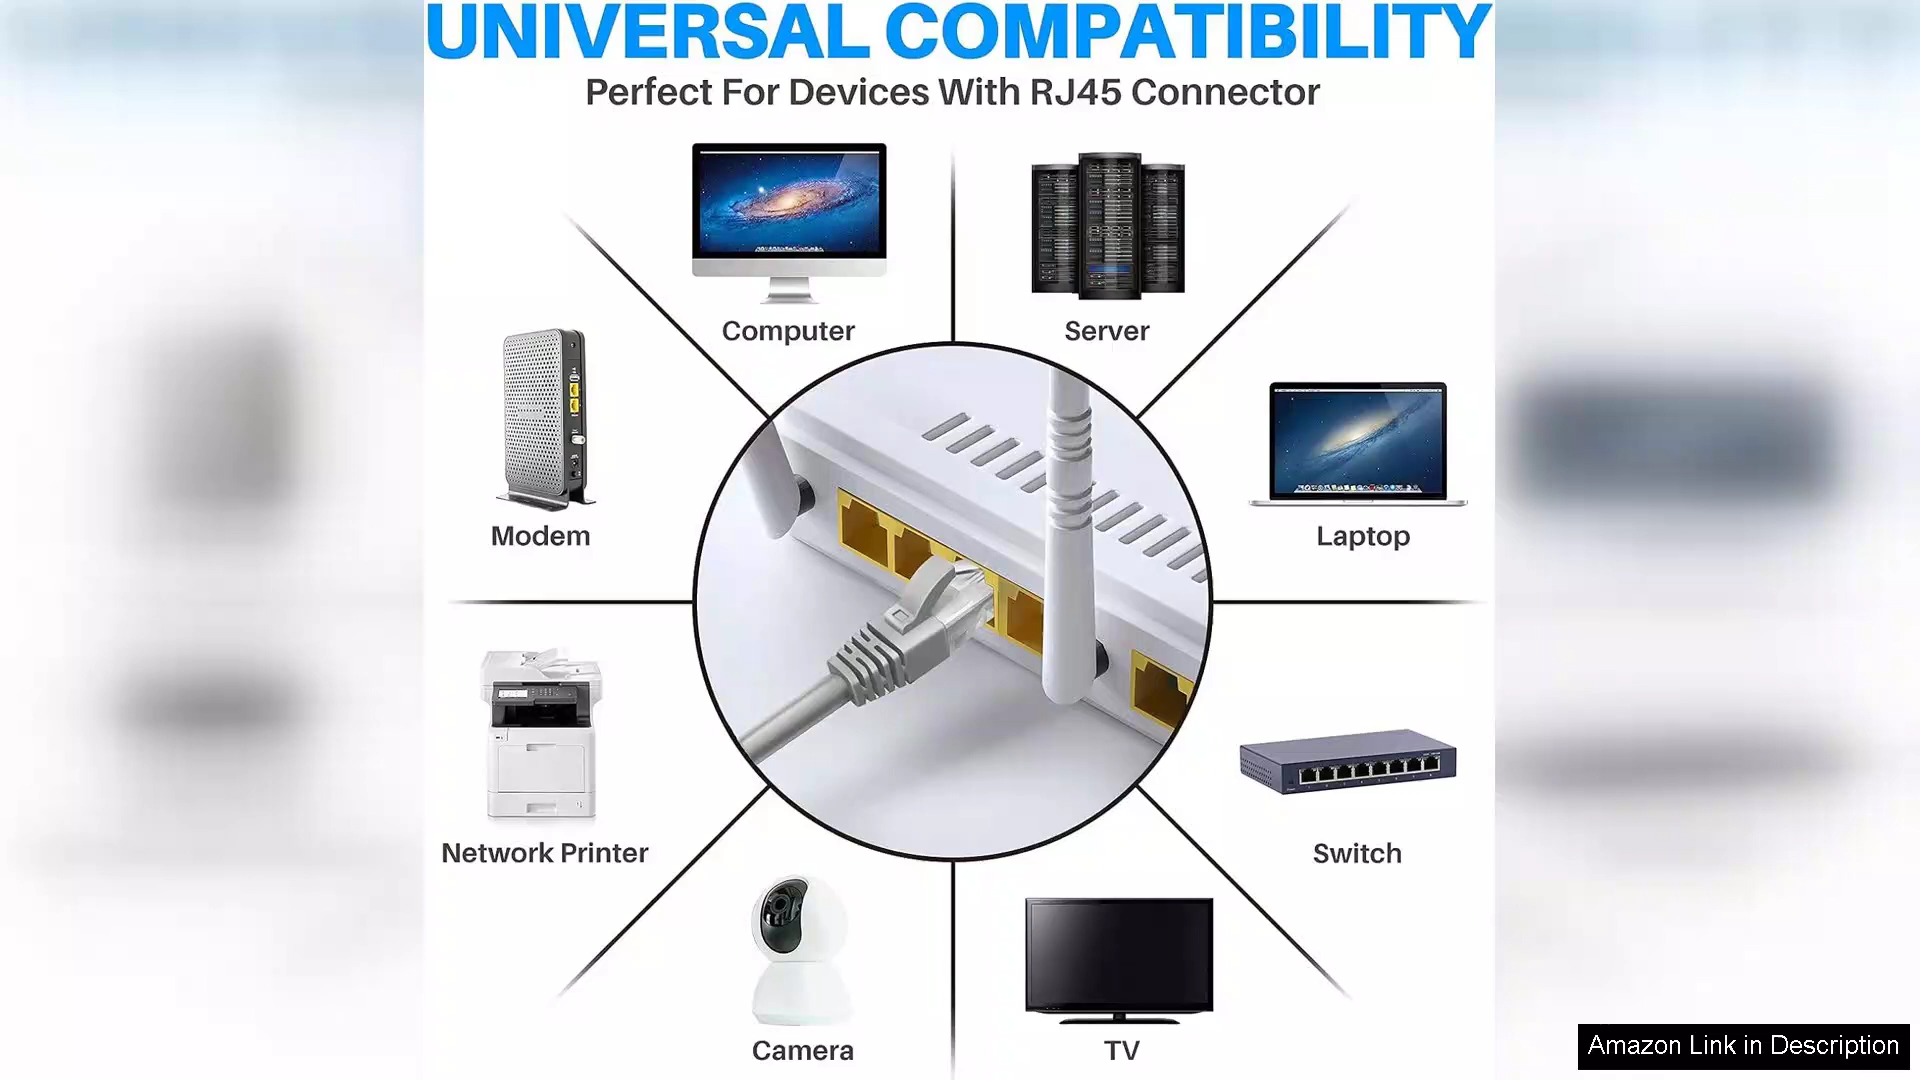 UNIVERSAL COMPATIBILITY
Perfect For Devices With RJ45 Connector
Computer
Server
Modem
Laptop
Network Printer
Switch
Camera
TV
Amazon Link in Description